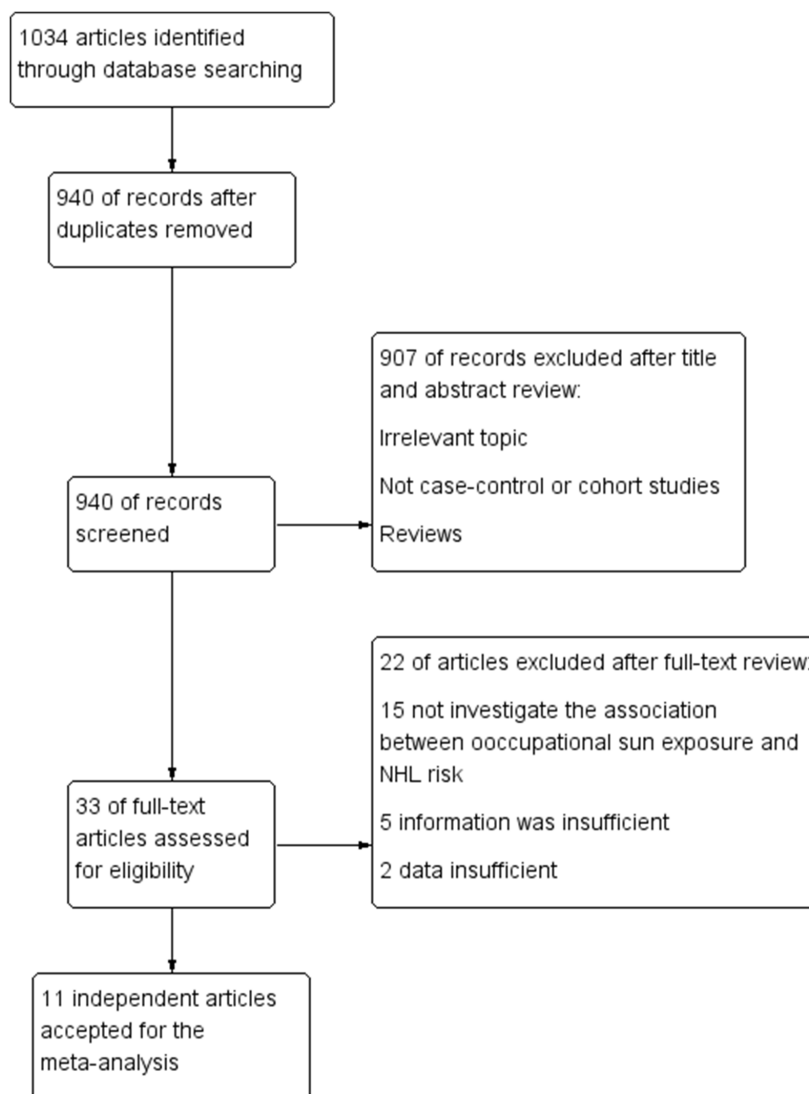 1034 articles identified
through database searching
940 of records after
duplicates removed
907 of records excluded after title
and abstract review:
Irrelevant topic
Not case-control or cohort studies
Reviews
940 of records
screened
22 of articles excluded after full-text review:
15 not investigate the association
between ooccupational sun exposure and
NHL risk
5 information was insufficient
2 data insufficient
33 of full-text
articles assessed
for eligibility
11 independent articles
accepted for the
meta-analysis